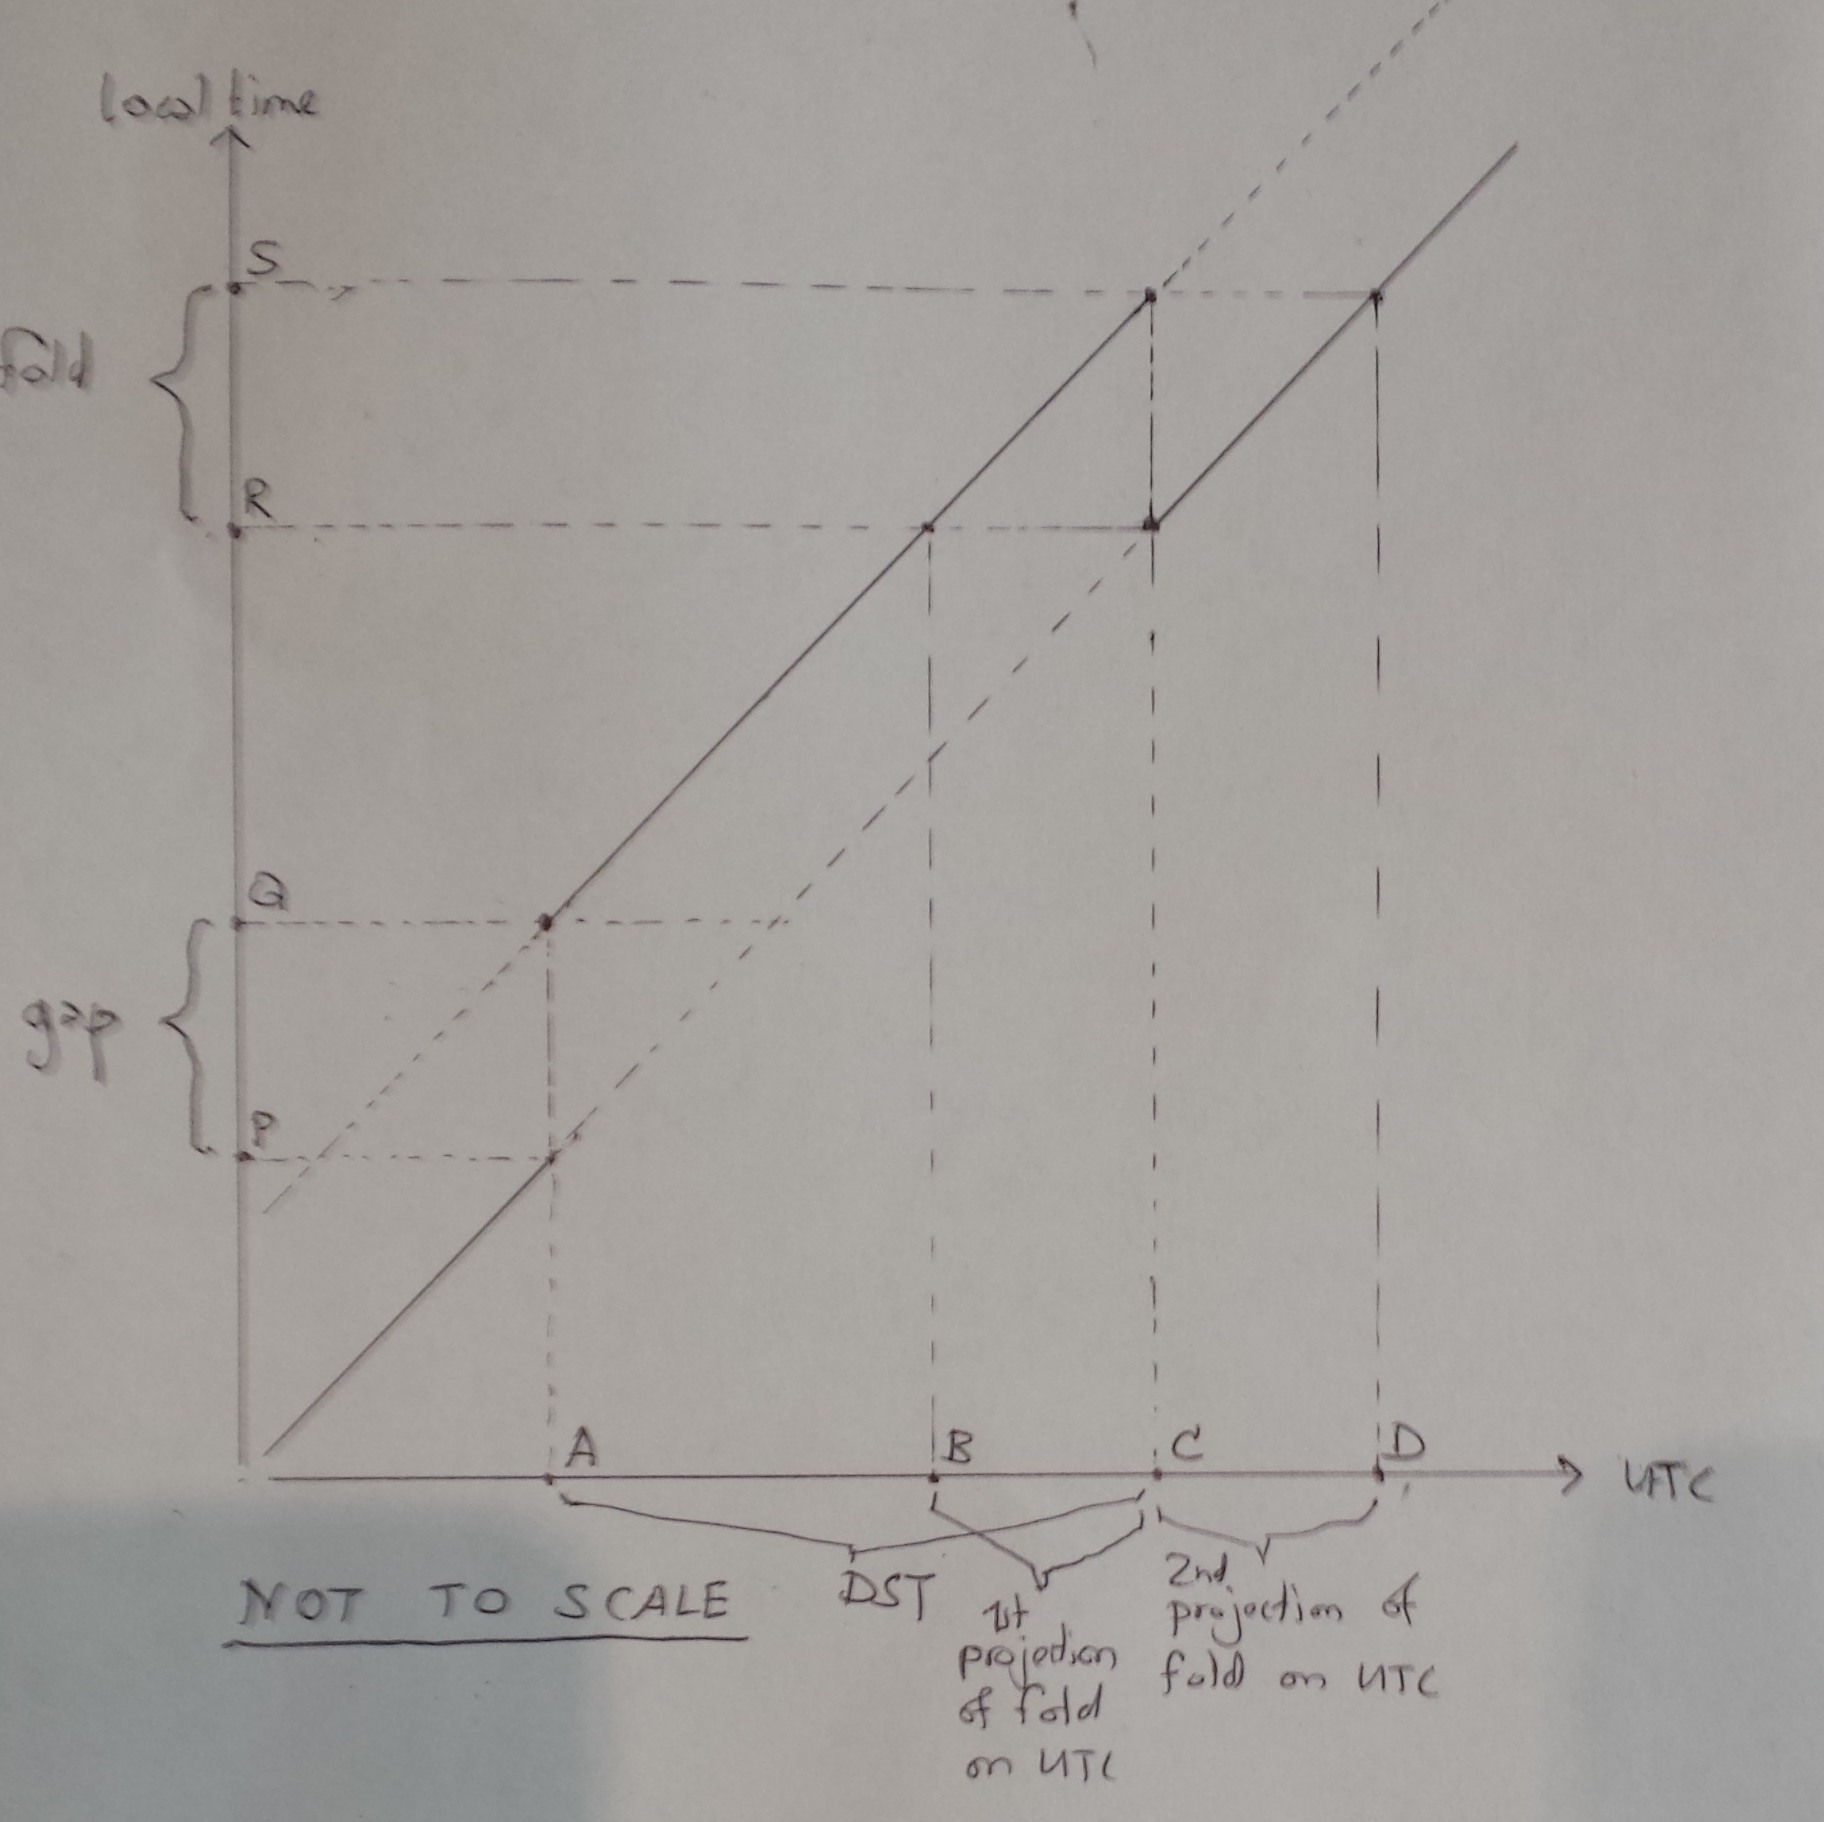 local time
S
fold
R
Q
gap
P
A
B
C
D
UTC
NOT TO SCALE
DST
1st
projection
of fold
on UTC
2nd
projection of
fold on UTC